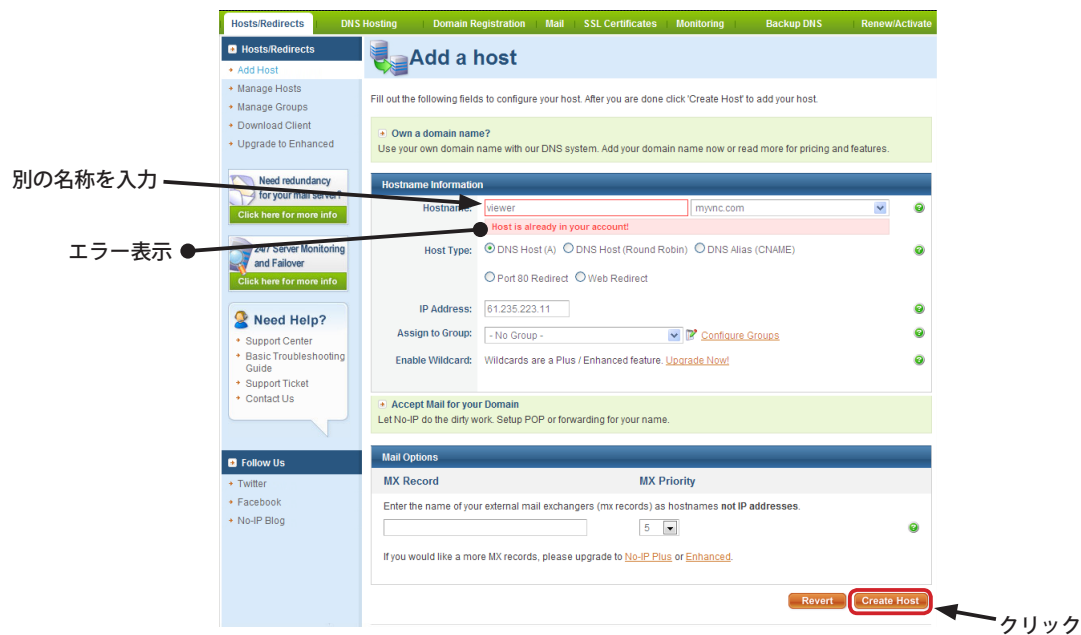 Hosts/Redirects DNS Hosting Domain Registration Mail SSL Certificates Monitoring Backup DNS Renew/Activate
Hosts/Redirects
Add Host
Manage Hosts
Manage Groups
Download Client
Upgrade to Enhanced
Need redundancy
for your mail server?
Click here for more info
24/7 Server Monitoring
and Failover
Click here for more info
Need Help?
Support Center
Basic Troubleshooting
Guide
Support Ticket
Contact Us
Follow Us
Twitter
Facebook
No-IP Blog
別の名称を入力
エラー表示
Add a host
Fill out the following fields to configure your host. After you are done click 'Create Host' to add your host.
Own a domain name?
Use your own domain name with our DNS system. Add your domain name now or read more for pricing and features.
Hostname Information
Hostname: viewer myvnc.com
Host is already in your account!
Host Type: DNS Host (A) DNS Host (Round Robin) DNS Alias (CNAME)
Port 80 Redirect Web Redirect
IP Address: 61.235.223.11
Assign to Group: - No Group - Configure Groups
Enable Wildcard: Wildcards are a Plus / Enhanced feature. Upgrade Now!
Accept Mail for your Domain
Let No-IP do the dirty work. Setup POP or forwarding for your name.
Mail Options
MX Record MX Priority
Enter the name of your external mail exchangers (mx records) as hostnames not IP addresses.
5
If you would like a more MX records, please upgrade to No-IP Plus or Enhanced.
Revert Create Host
クリック